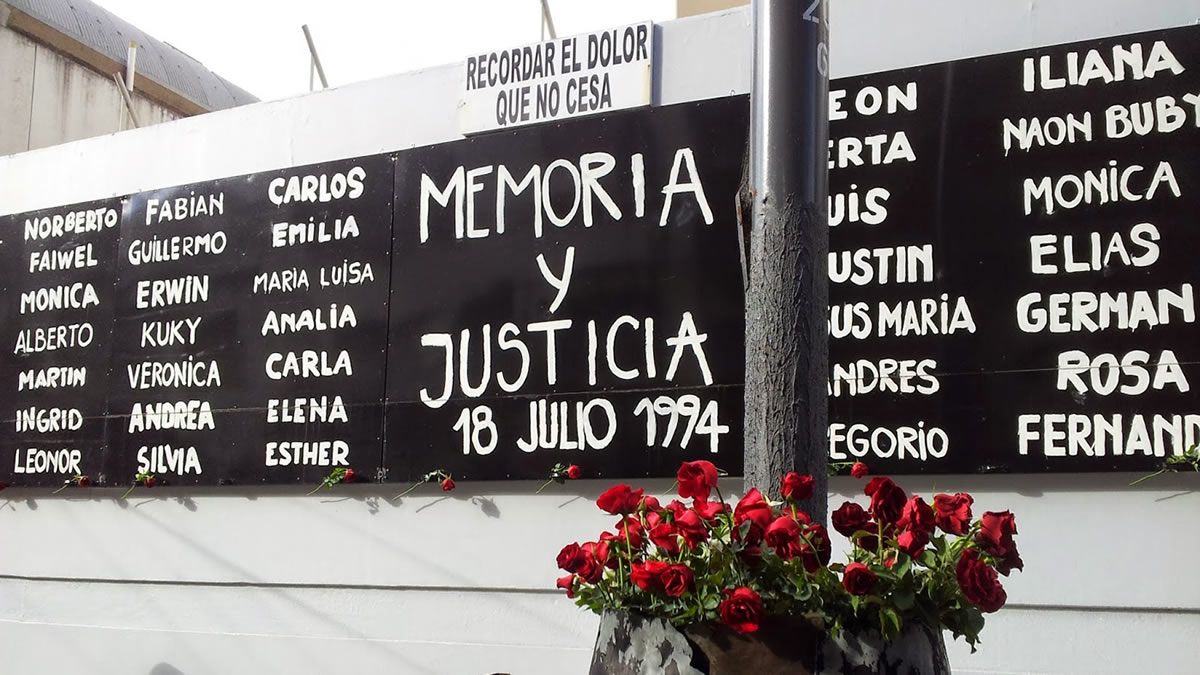 RECORDAR EL DOLOR
QUE NO CESA
NORBERTO
FAIWEL
MONICA
ALBERTO
MARTIN
INGRID
LEONOR
FABIAN
GUILLERMO
ERWIN
KUKY
VERONICA
ANDREA
SILVIA
CARLOS
EMILIA
MARIA LUISA
ANALIA
CARLA
ELENA
ESTHER
MEMORIA
Y
JUSTICIA
18 JULIO 1994
EON
ERTA
UIS
USTIN
SUS MARIA
ANDRES
EGORIO
ILIANA
NAON BUBY
MONICA
ELIAS
GERMAN
ROSA
FERNAND